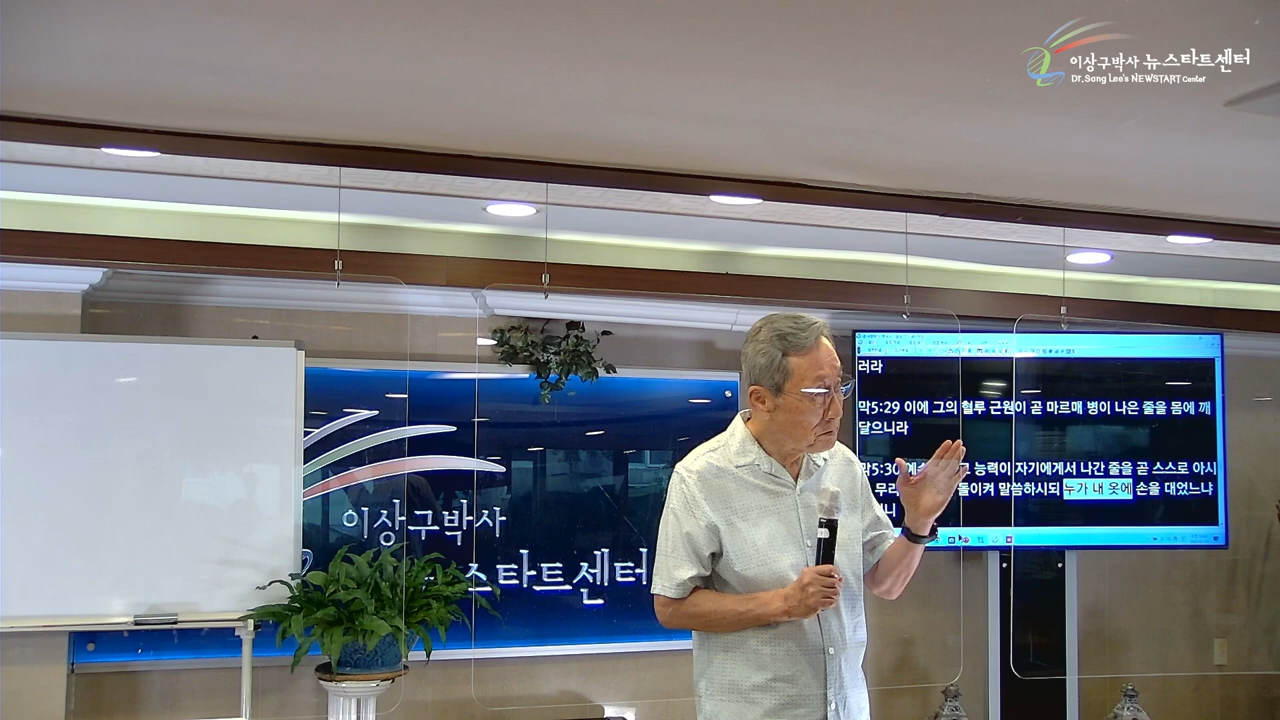 이상구박사 뉴스타트센터
Dr. Sang Lee's NEWSTART Center
러라
막5:29 이에 그의 혈루 근원이 곧 마르매 병이 나은 줄을 몸에 깨
달으니라
막5:30 능력이 자기에게서 나간 줄을 곧 스스로 아시
무리 돌이켜 말씀하시되 누가 내 옷에 손을 대었느냐
니
이상구박사
스타트센터